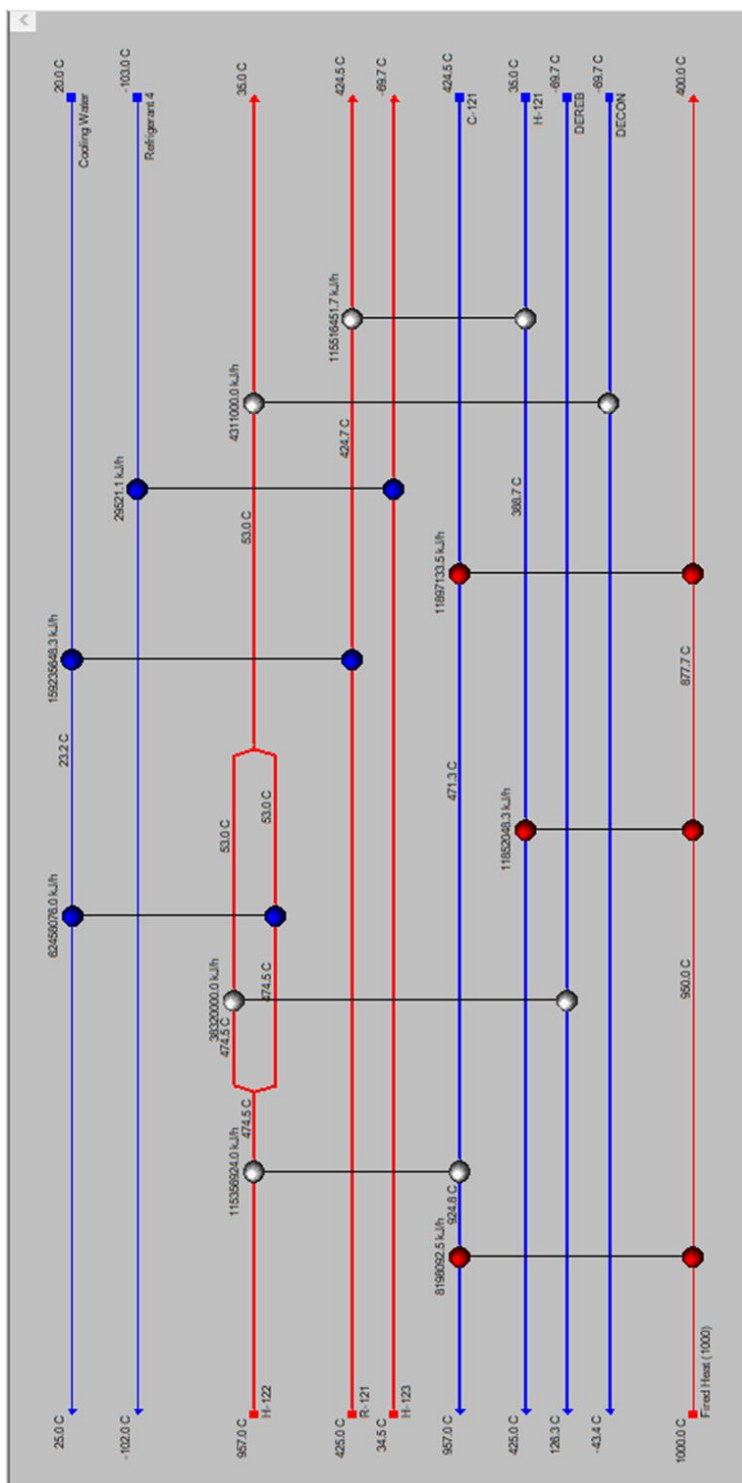 25.0 C
23.2 C
20.0 C
Cooling Water
62458076.0 kJ/h
159235648.3 kJ/h
-102.0 C
-103.0 C
Refrigerant 4
29521.1 kJ/h
957.0 C
H-122
115356924.0 kJ/h
474.5 C
38320000.0 kJ/h
474.5 C
53.0 C
474.5 C
53.0 C
53.0 C
4311000.0 kJ/h
35.0 C
425.0 C
R-121
424.7 C
115516451.7 kJ/h
424.5 C
34.5 C
H-123
-69.7 C
957.0 C
8198092.5 kJ/h
924.8 C
471.3 C
11897133.5 kJ/h
424.5 C
C-121
425.0 C
11852048.3 kJ/h
388.7 C
35.0 C
H-121
126.3 C
-69.7 C
DEREB
-43.4 C
-69.7 C
DECON
1000.0 C
Fired Heat (1000)
950.0 C
877.7 C
400.0 C